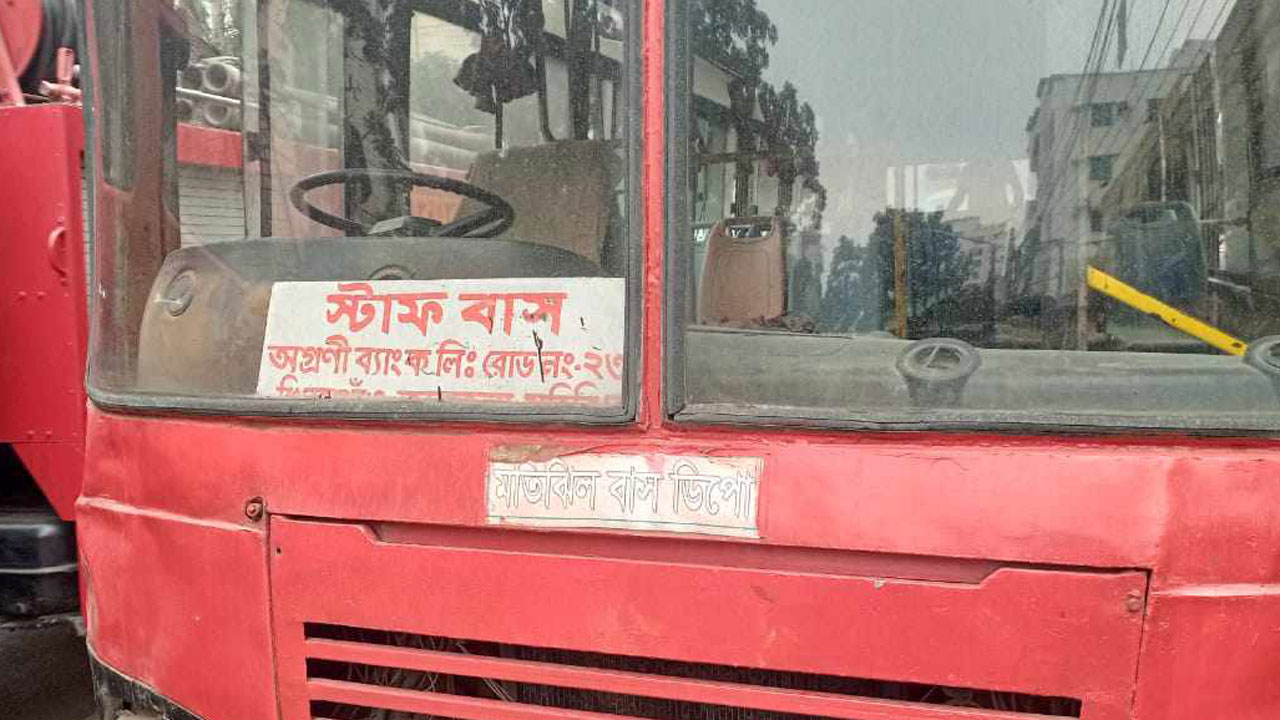 স্টাফ বাস
অগ্রণী ব্যাংক লিঃ রোড নং-২৩
মতিঝিল বাস ডিপো